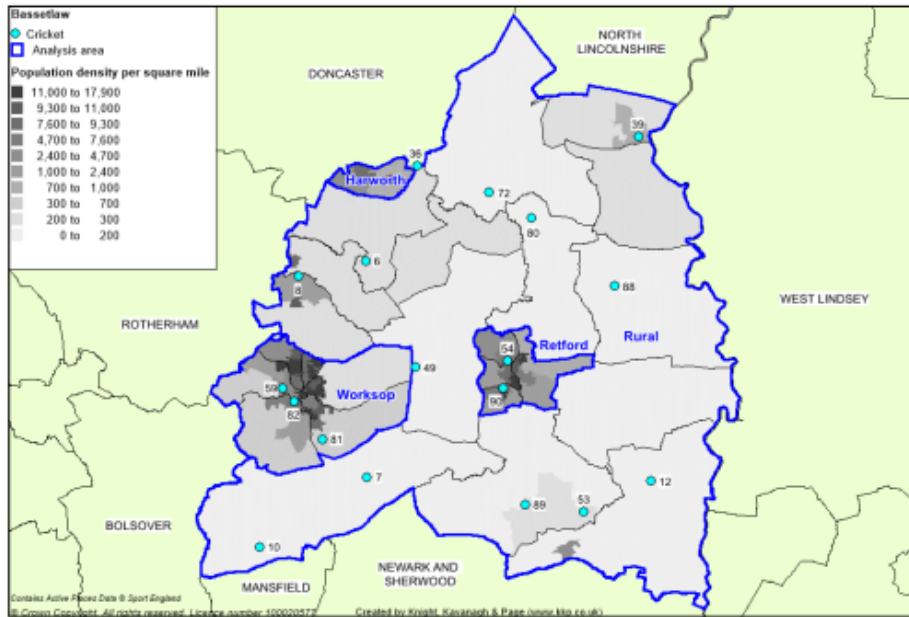 Bassetlaw
Cricket
Analysis area
Population density per square mile
11,000 to 17,900
9,300 to 11,000
7,600 to 9,300
4,700 to 7,600
2,400 to 4,700
1,000 to 2,400
700 to 1,000
300 to 700
200 to 300
0 to 200
NORTH
LINCOLNSHIRE
DONCASTER
39
36
Harworth
72
80
6
8
88
WEST LINDSEY
ROTHERHAM
Retford
Rural
54
49
59
Worksop
90
82
81
7
12
89
53
BOLSOVER
10
NEWARK AND
SHERWOOD
MANSFIELD
Contains Active Places Data © Sport England
© Crown Copyright. All rights reserved. Licence number 100020577
Created by Knight, Kavanagh & Page (www.kkp.co.uk)